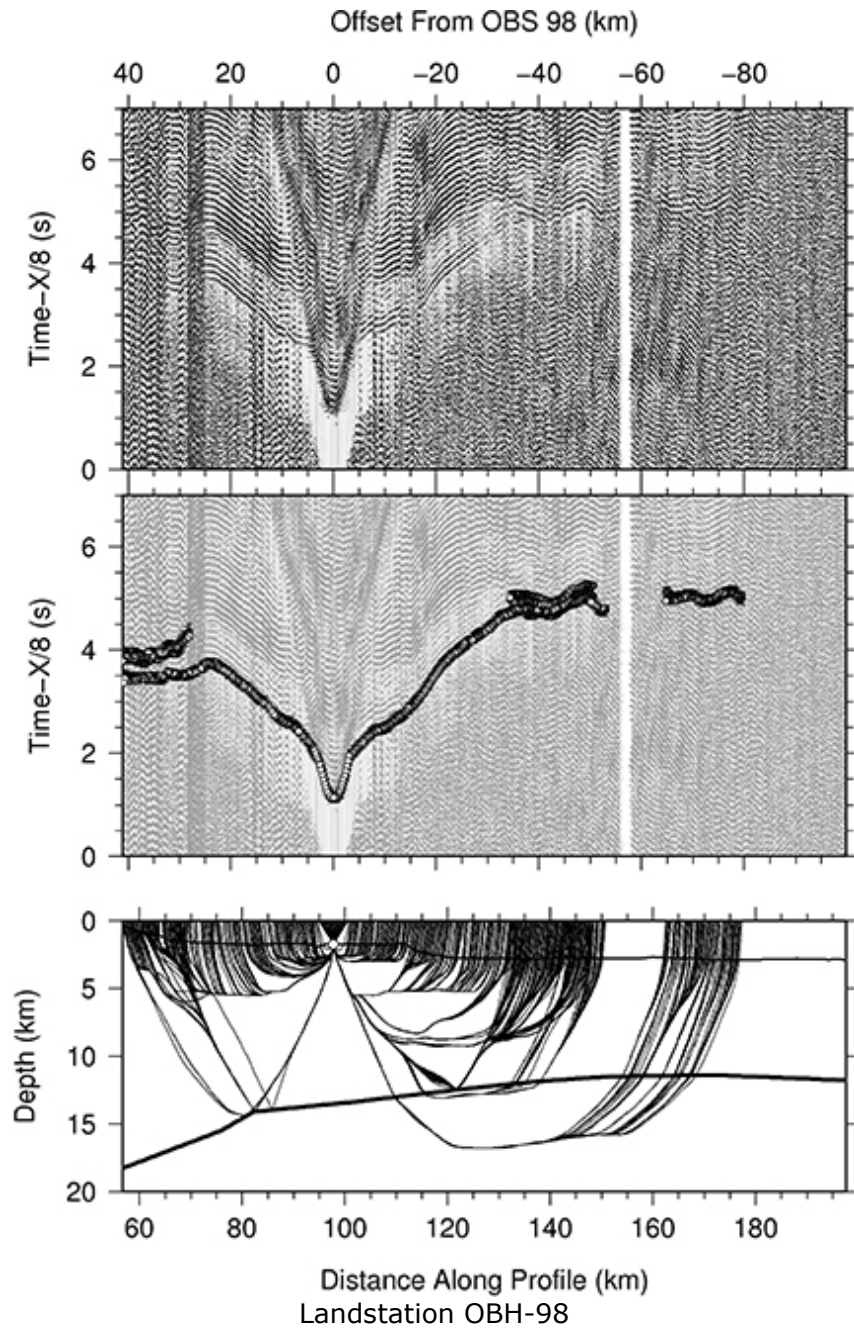 Offset From OBS 98 (km)
40 20 0 −20 −40 −60 −80
Time−X/8 (s)
6
4
2
0
Time−X/8 (s)
6
4
2
0
Depth (km)
0
5
10
15
20
60 80 100 120 140 160 180
Distance Along Profile (km)
Landstation OBH-98